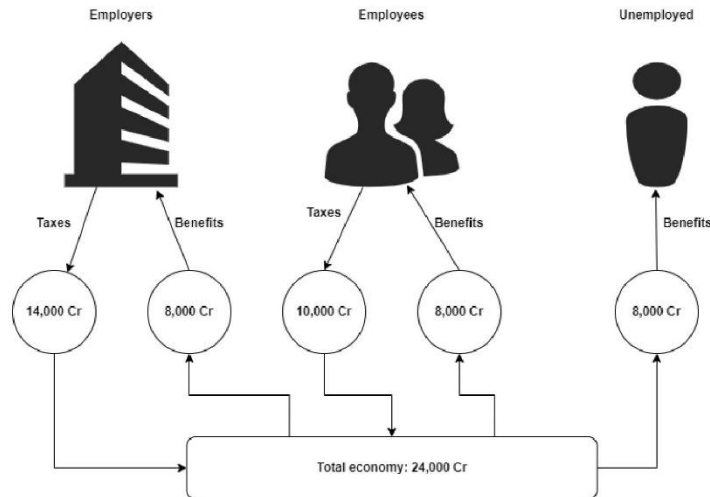 Employers
Employees
Unemployed
Taxes
Benefits
Taxes
Benefits
Benefits
14,000 Cr
8,000 Cr
10,000 Cr
8,000 Cr
8,000 Cr
Total economy: 24,000 Cr